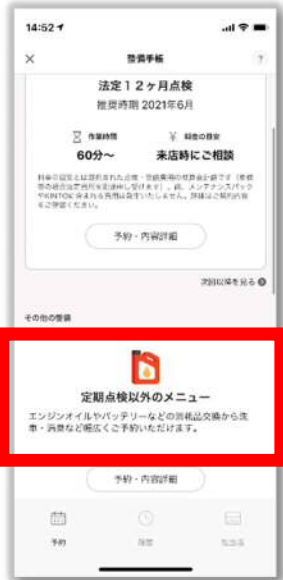 14:52
整備手帳
?
法定12ヶ月点検
推奨時期 2021年6月
作業時間
¥ 料金の目安
60分～
来店時にご相談
予約・内容詳細
次回以降を見る
その他の整備
定期点検以外のメニュー
エンジンオイルやバッテリーなどの消耗品交換から洗
車・消臭など幅広くご予約いただけます。
予約・内容詳細
予約
履歴